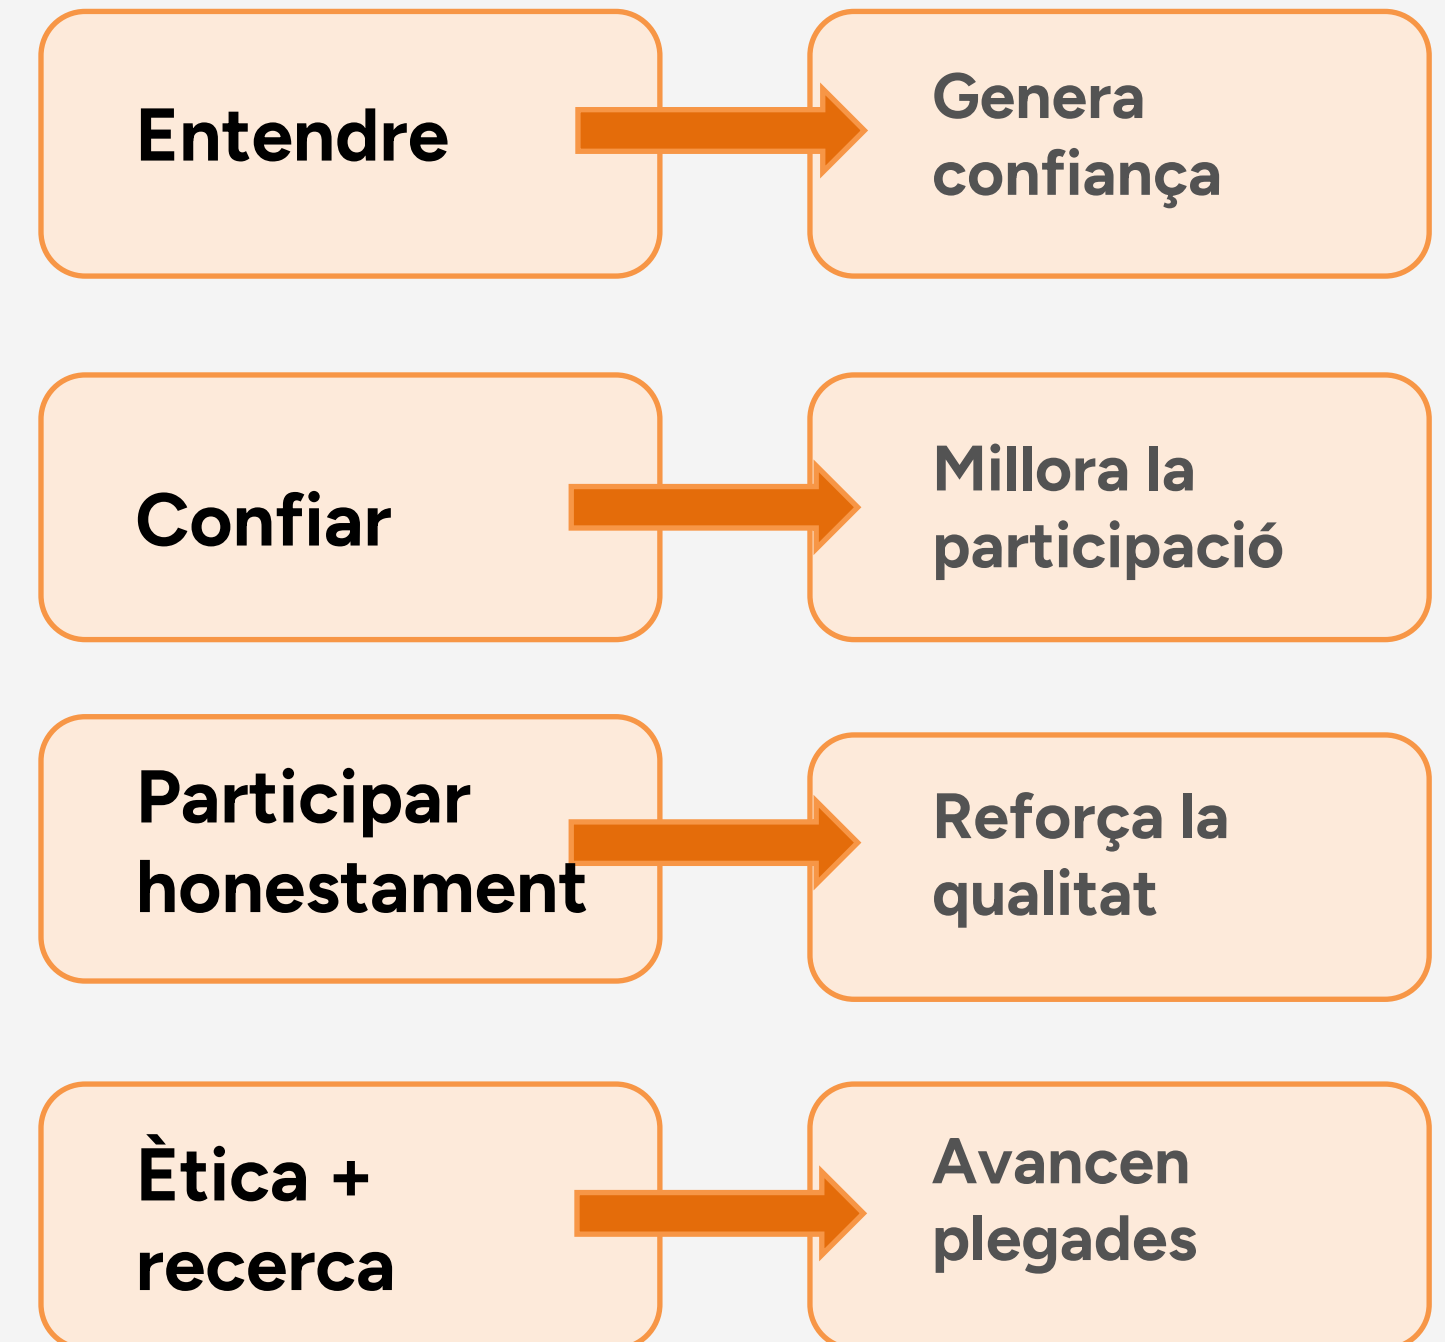 Entendre
Genera
confiança
Confiar
Millora la
participació
Participar
honestament
Reforça la
qualitat
Ètica +
recerca
Avancen
plegades